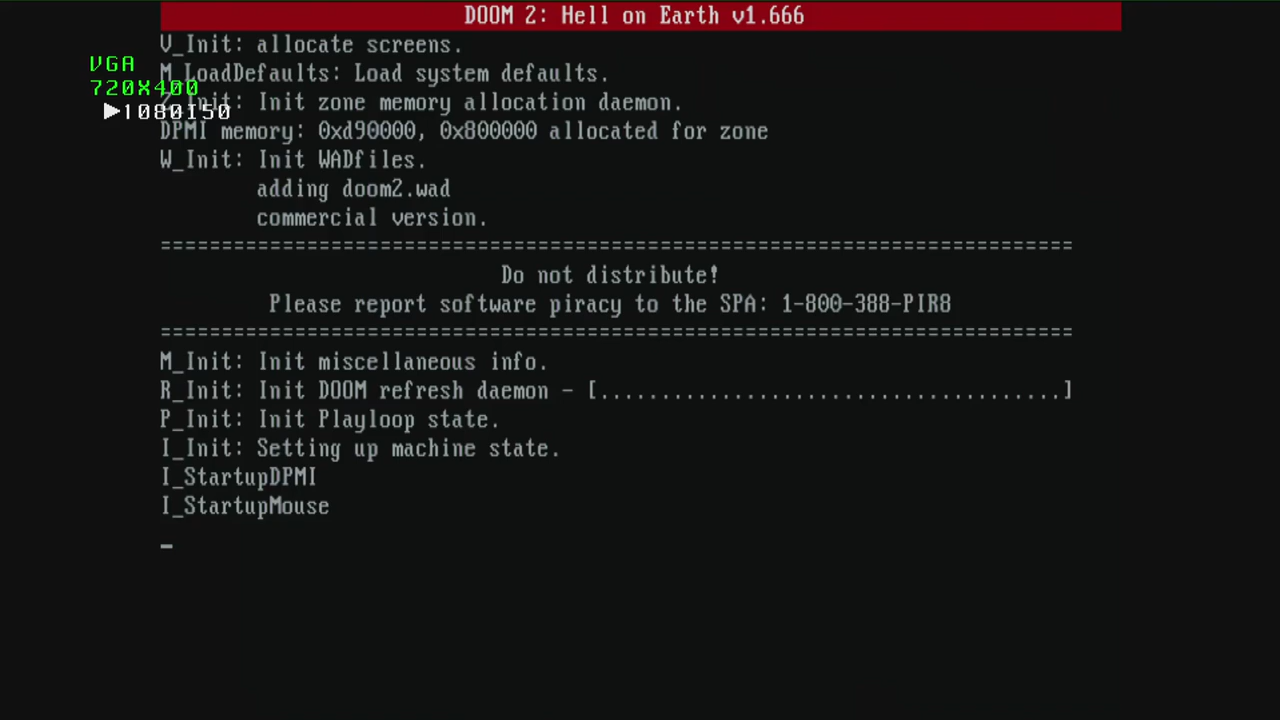 DOOM 2: Hell on Earth v1.666
V_Init: allocate screens.
VGA
M_LoadDefaults: Load system defaults.
720X400
Z_Init: Init zone memory allocation daemon.
▶1080I50
DPMI memory: 0xd90000, 0x800000 allocated for zone
W_Init: Init WADfiles.
adding doom2.wad
commercial version.
===========================================================================
Do not distribute!
Please report software piracy to the SPA: 1-800-388-PIR8
===========================================================================
M_Init: Init miscellaneous info.
R_Init: Init DOOM refresh daemon - [......................................]
P_Init: Init Playloop state.
I_Init: Setting up machine state.
I_StartupDPMI
I_StartupMouse
_